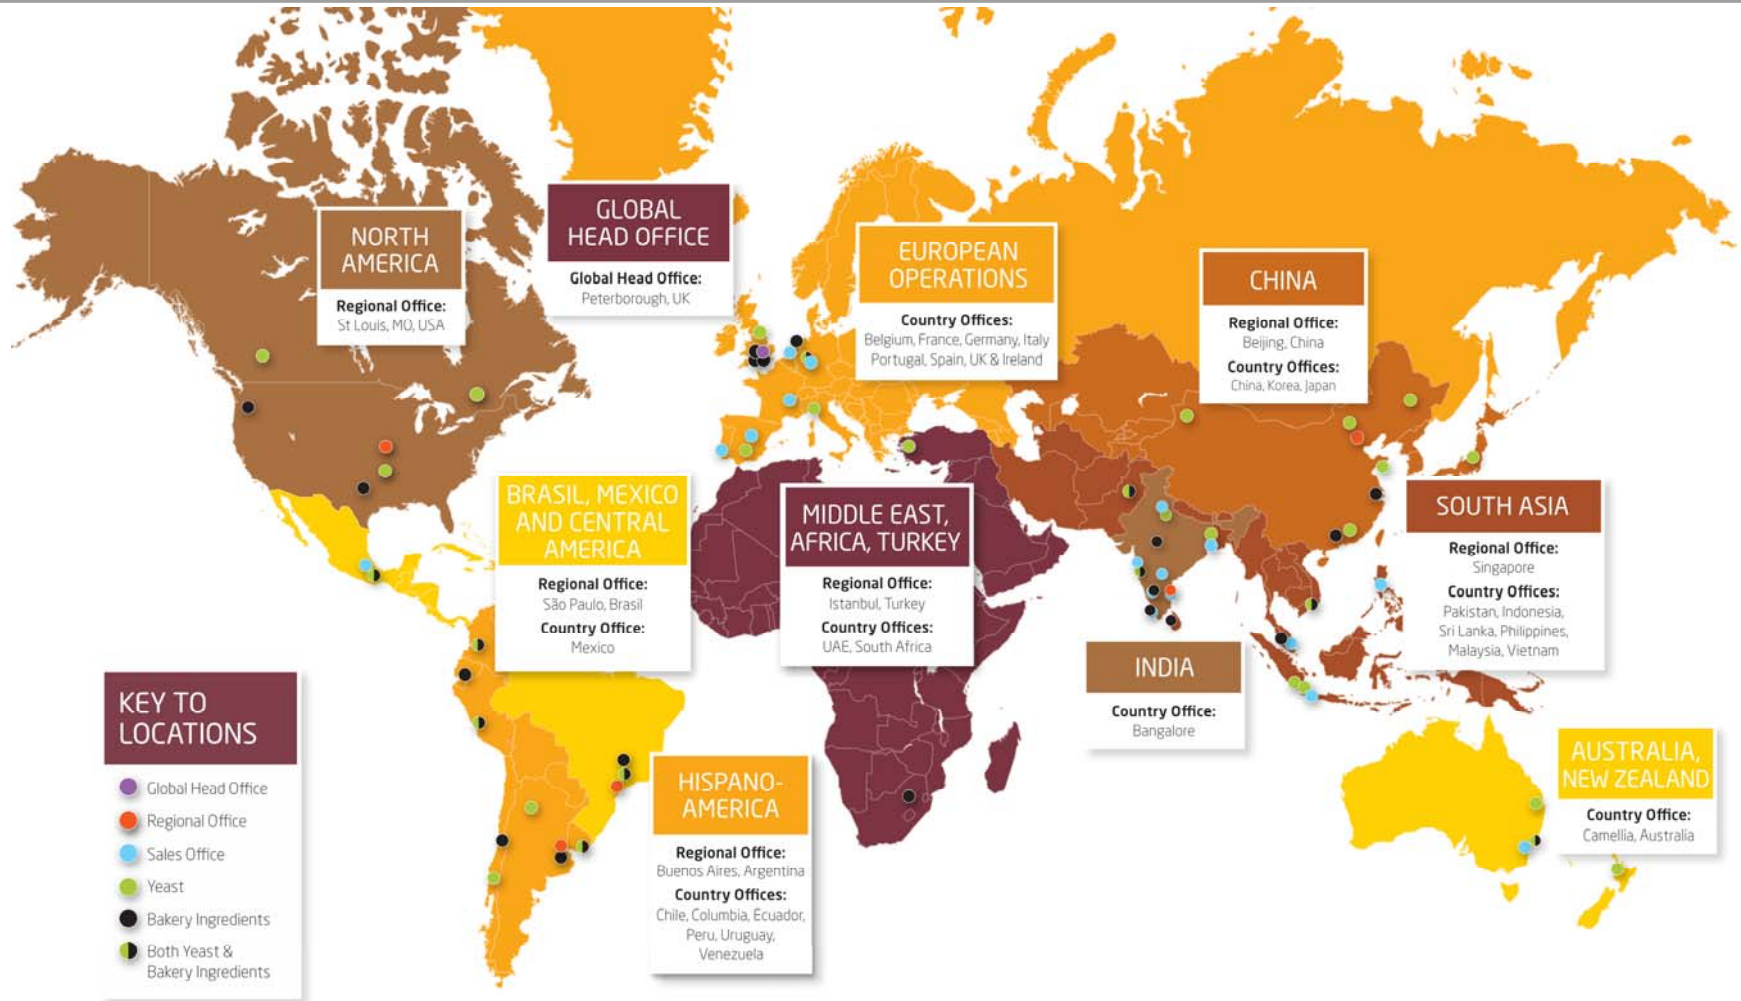 NORTH
AMERICA
Regional Office:
St Louis, MO, USA
GLOBAL
HEAD OFFICE
Global Head Office:
Peterborough, UK
EUROPEAN
OPERATIONS
Country Offices:
Belgium, France, Germany, Italy
Portugal, Spain, UK & Ireland
CHINA
Regional Office:
Beijing, China
Country Offices:
China, Korea, Japan
BRASIL, MEXICO
AND CENTRAL
AMERICA
Regional Office:
São Paulo, Brasil
Country Office:
Mexico
MIDDLE EAST,
AFRICA, TURKEY
Regional Office:
Istanbul, Turkey
Country Offices:
UAE, South Africa
SOUTH ASIA
Regional Office:
Singapore
Country Offices:
Pakistan, Indonesia,
Sri Lanka, Philippines,
Malaysia, Vietnam
INDIA
Country Office:
Bangalore
HISPANO-
AMERICA
Regional Office:
Buenos Aires, Argentina
Country Offices:
Chile, Columbia, Ecuador,
Peru, Uruguay,
Venezuela
AUSTRALIA,
NEW ZEALAND
Country Office:
Camellia, Australia
KEY TO
LOCATIONS
Global Head Office
Regional Office
Sales Office
Yeast
Bakery Ingredients
Both Yeast &
Bakery Ingredients